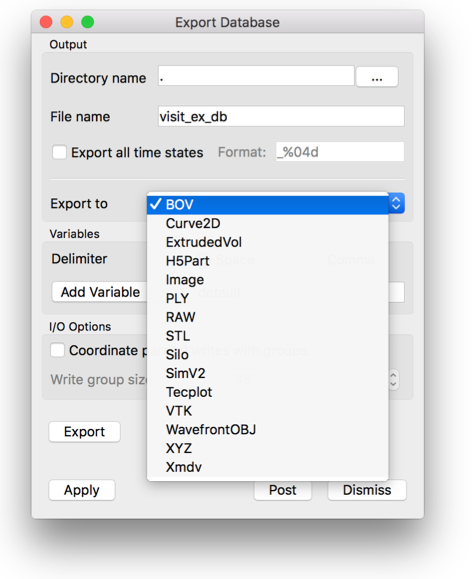 Export Database
Output
Directory name . ...
File name visit_ex_db
Export all time states Format: _%04d
Export to ✓ BOV
Curve2D
ExtrudedVol
H5Part
Image
PLY
RAW
STL
Silo
SimV2
Tecplot
VTK
WavefrontOBJ
XYZ
Xmdv
Variables
Delimiter
Add Variable
I/O Options
Coordinate p
Write group siz
Export
Apply Post Dismiss